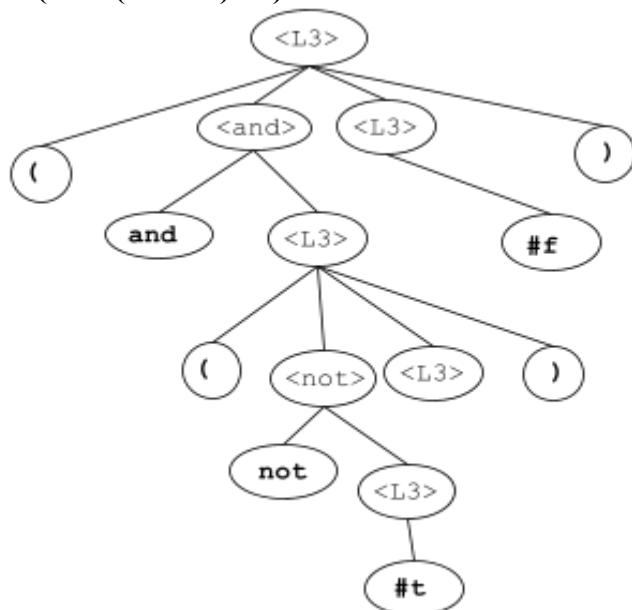 <L3>
( <and> <L3> )
and <L3> #f
( <not> <L3> )
not <L3>
#t